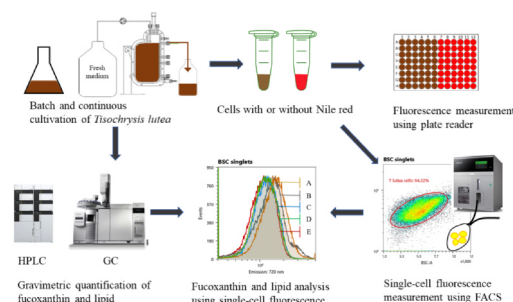 Fresh
medium
Batch and continuous
cultivation of Tisochrysis lutea
Cells with or without Nile red
Fluorescence measurement
using plate reader
HPLC
GC
Gravimetric quantification of
fucoxanthin and lipid
BSC singlets
Events
A
B
C
D
E
Emission: 720 nm
Fucoxanthin and lipid analysis
using single-cell fluorescence
BSC singlets
T lutea cells: 94.22%
BSC-A
Single-cell fluorescence
measurement using FACS